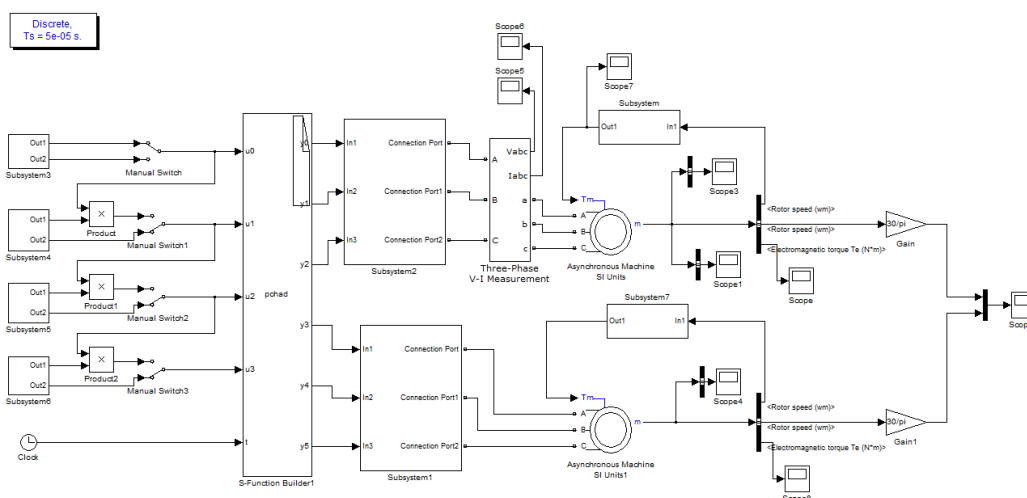 Discrete,
Ts = 5e-05 s.
Out1
Out2
Subsystem3
Manual Switch
Out1
Out2
Subsystem4
×
Product
Manual Switch1
Out1
Out2
Subsystem5
×
Product1
Manual Switch2
Out1
Out2
Subsystem6
×
Product2
Manual Switch3
Clock
u0
u1
u2
u3
t
pchad
y0
y1
y2
y3
y4
y5
S-Function Builder1
In1
In2
In3
Connection Port
Connection Port1
Connection Port2
Subsystem2
In1
In2
In3
Connection Port
Connection Port1
Connection Port2
Subsystem1
Scope6
Scope5
A
B
C
Vabc
Iabc
a
b
c
Three-Phase
V-I Measurement
Scope7
Subsystem
Out1
In1
Tm
A
B
C
m
Asynchronous Machine
SI Units
Scope3
Scope1
<Rotor speed (wm)>
<Rotor speed (wm)>
<Electromagnetic torque Te (N*m)>
Scope
30/pi
Gain
Subsystem7
Out1
In1
Tm
A
B
C
m
Asynchronous Machine
SI Units1
Scope4
<Rotor speed (wm)>
<Rotor speed (wm)>
<Electromagnetic torque Te (N*m)>
30/pi
Gain1